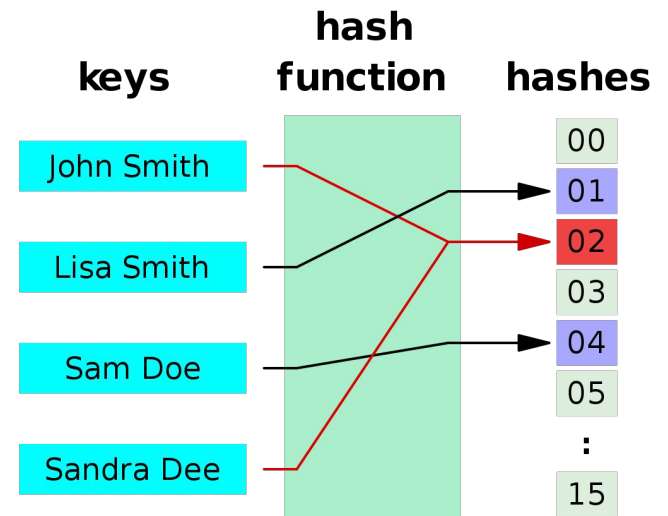 hash
keys function hashes
John Smith
Lisa Smith
Sam Doe
Sandra Dee
00
01
02
03
04
05
:
15